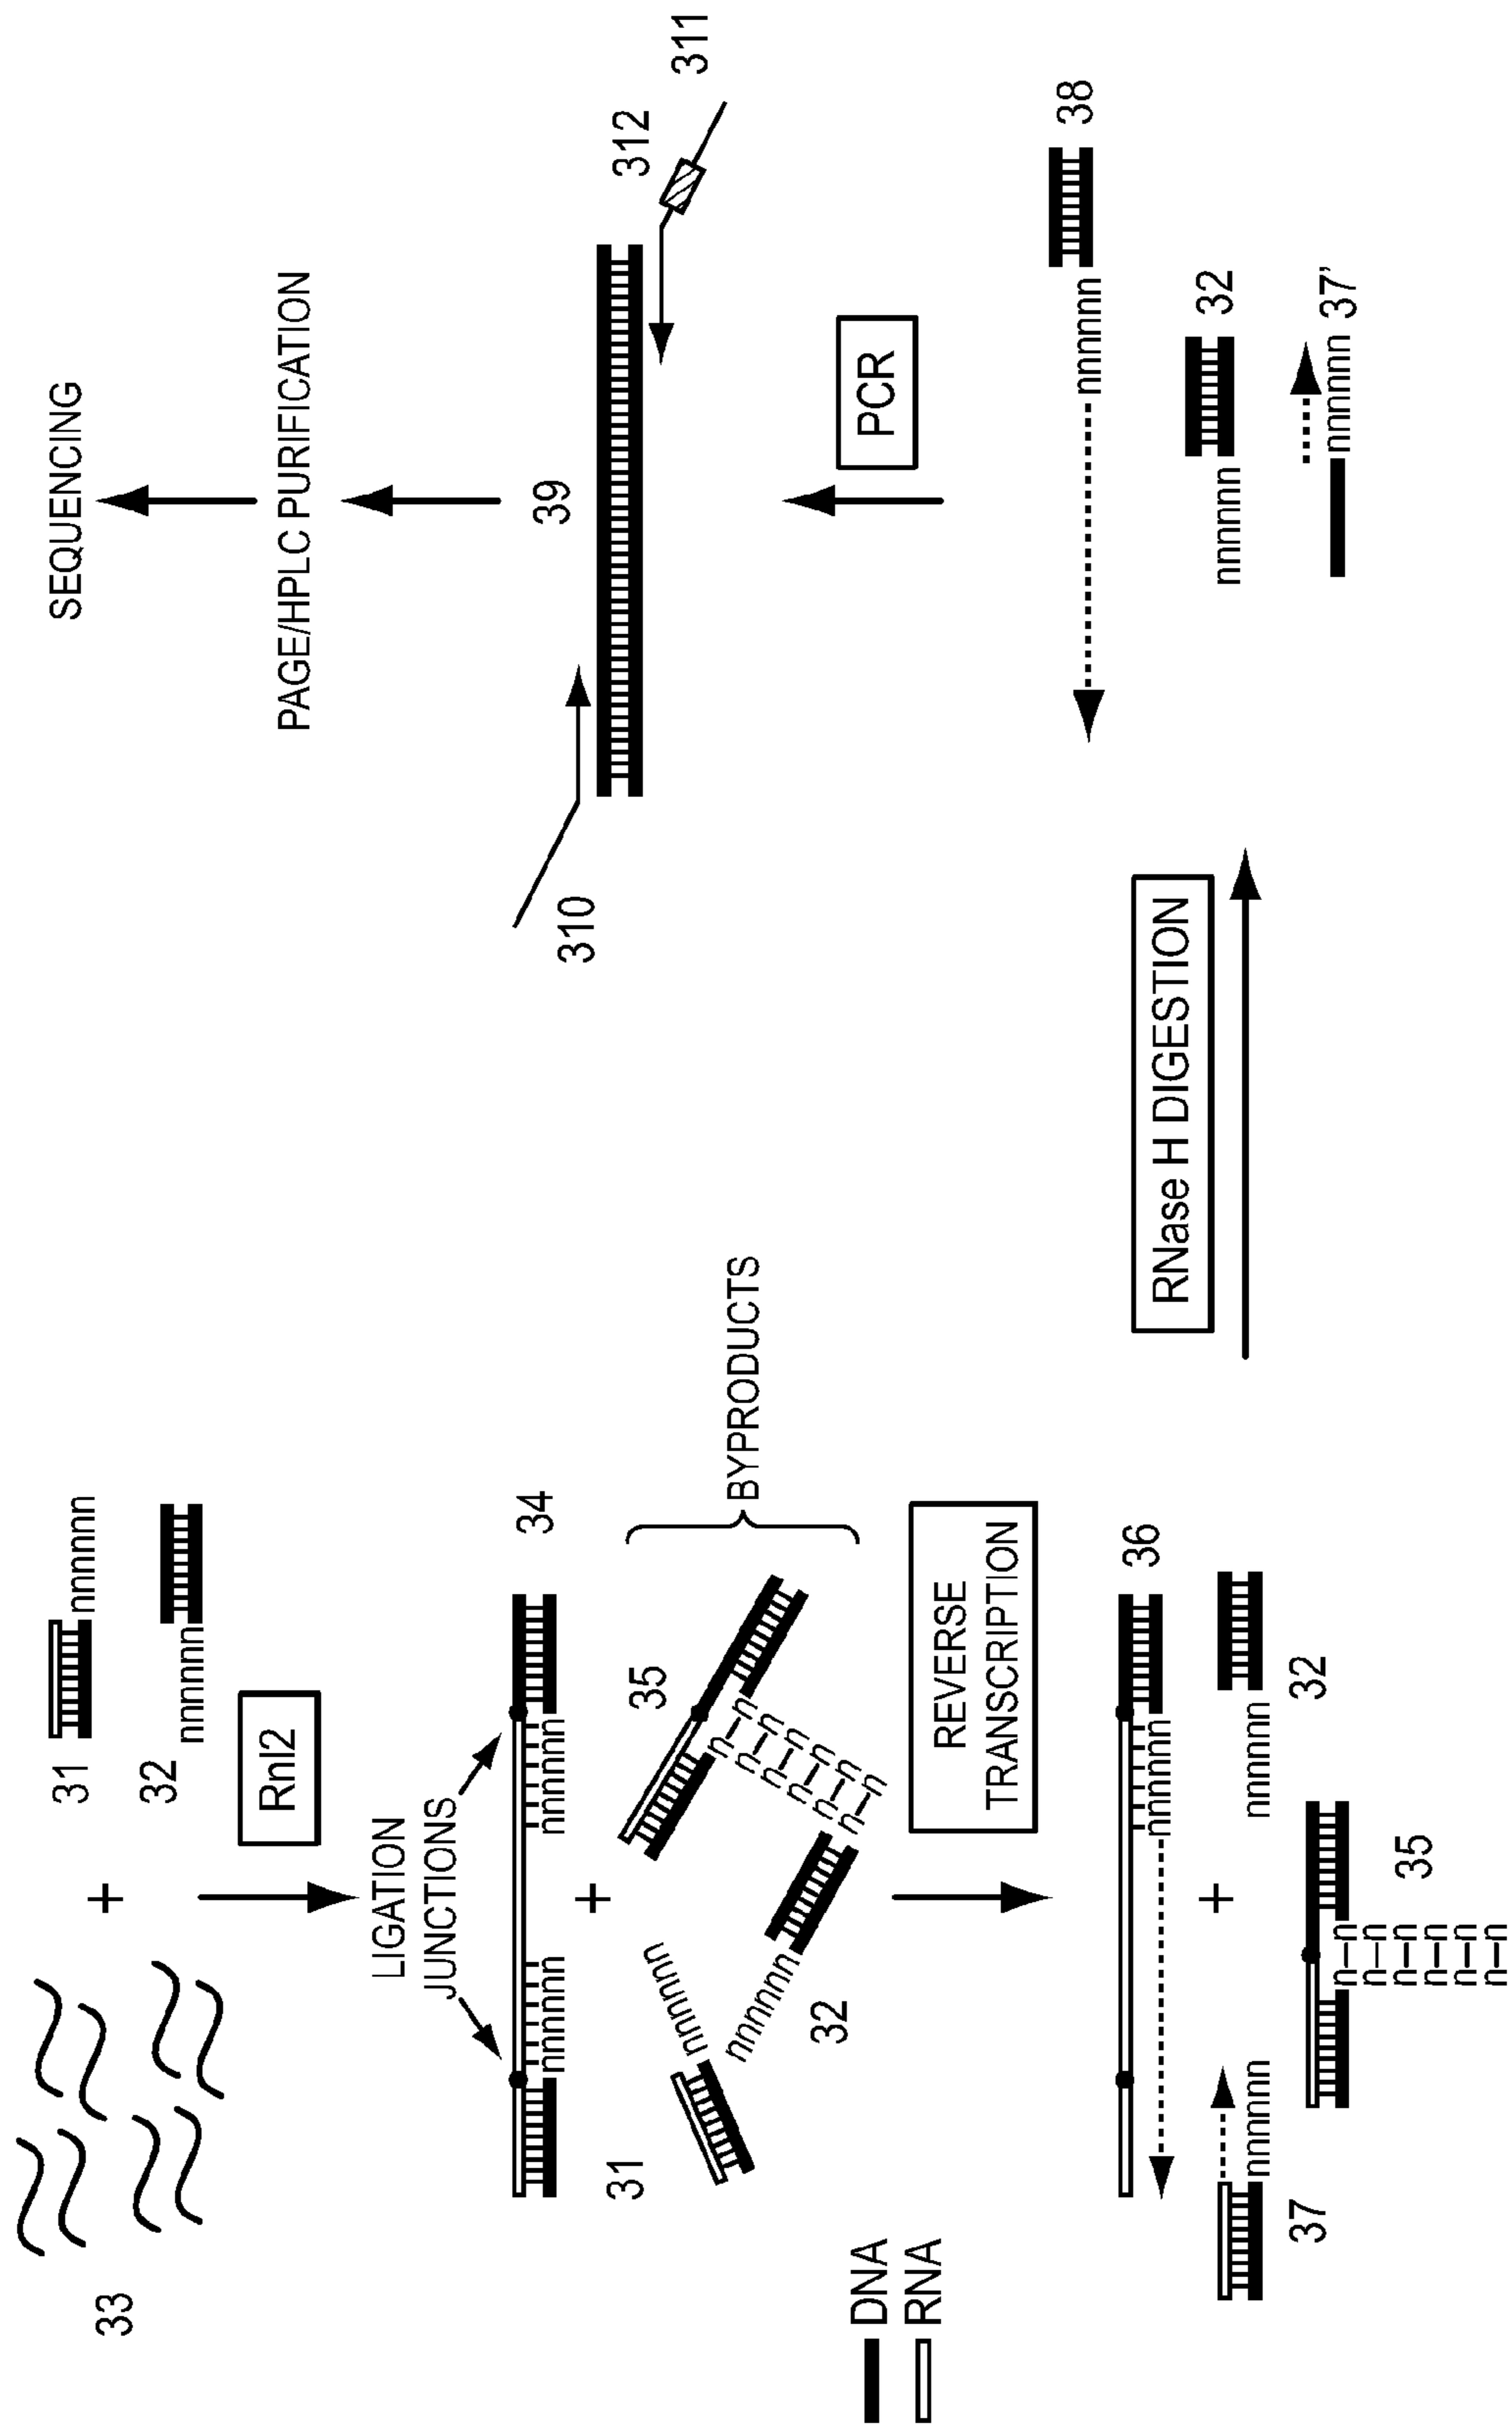 33
+
31
nnnnnn
32
nnnnnn
Rnl2
LIGATION
JUNCTIONS
34
nnnnnn
nnnnnn
+
31
nnnnnn
nnnnnn
32
35
n–n
n–n
n–n
n–n
n–n
n–n
BYPRODUCTS
DNA
RNA
REVERSE
TRANSCRIPTION
36
nnnnnn
+
37
nnnnnn
nnnnnn
32
35
n–n
n–n
n–n
n–n
n–n
n–n
RNase H DIGESTION
38
nnnnnn
32
nnnnnn
nnnnnn 37'
PCR
39
310
312
311
PAGE/HPLC PURIFICATION
SEQUENCING